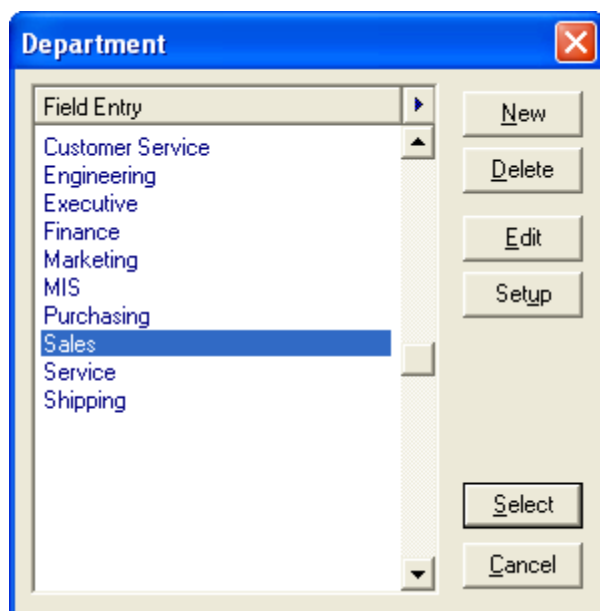 Department
Field Entry
Customer Service
Engineering
Executive
Finance
Marketing
MIS
Purchasing
Sales
Service
Shipping
New
Delete
Edit
Setup
Select
Cancel